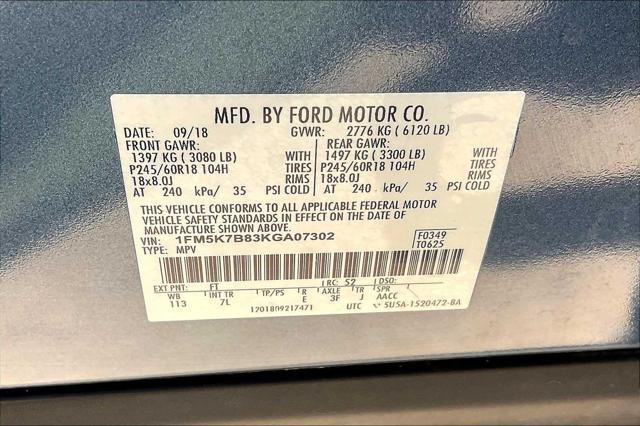 MFD. BY FORD MOTOR CO.
DATE: 09/18 GVWR: 2776 KG ( 6120 LB)
FRONT GAWR: REAR GAWR:
1397 KG ( 3080 LB) WITH 1497 KG ( 3300 LB) WITH
P245/60R18 104H TIRES P245/60R18 104H TIRES
18x8.0J RIMS 18x8.0J RIMS
AT 240 kPa/ 35 PSI COLD AT 240 kPa/ 35 PSI COLD
THIS VEHICLE CONFORMS TO ALL APPLICABLE FEDERAL MOTOR
VEHICLE SAFETY STANDARDS IN EFFECT ON THE DATE OF
MANUFACTURE SHOWN ABOVE.
VIN: 1FM5K7B83KGA07302 F0349
TYPE: MPV T0625
EXT PNT: FT RC: 52 DSO:
WB INT TR TP/PS R AXLE TR SPR
113 7L E 3F J AACC
1201809217471 UTC 5USA-1520472-BA